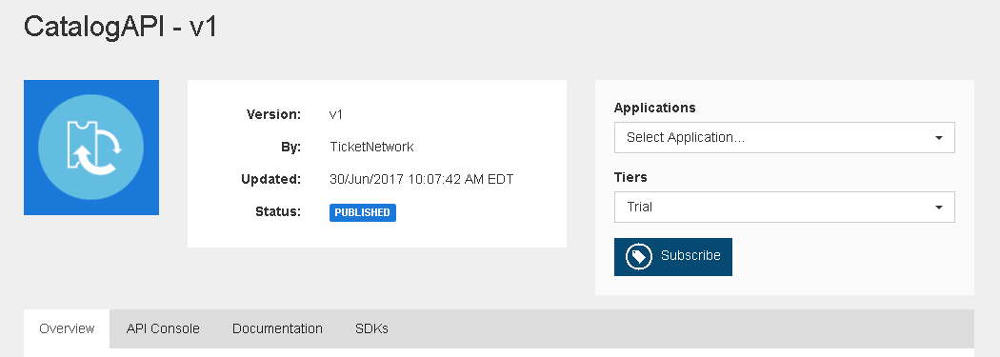 CatalogAPI - v1
Version: v1
By: TicketNetwork
Updated: 30/Jun/2017 10:07:42 AM EDT
Status: PUBLISHED
Applications
Select Application...
Tiers
Trial
Subscribe
Overview API Console Documentation SDKs